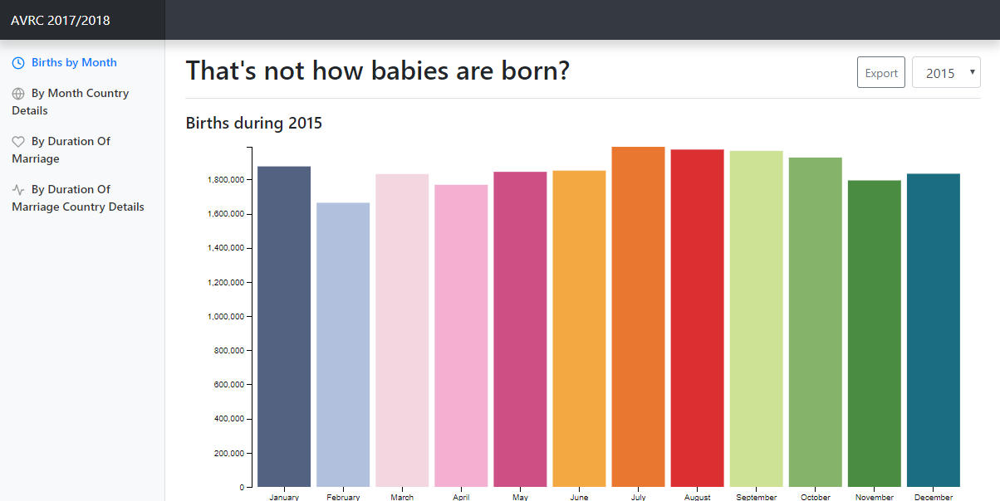 AVRC 2017/2018
Births by Month
By Month Country
Details
By Duration Of
Marriage
By Duration Of
Marriage Country Details
That's not how babies are born?
Export
2015
Births during 2015
1,800,000
1,600,000
1,400,000
1,200,000
1,000,000
800,000
600,000
400,000
200,000
0
January February March April May June July August September October November December